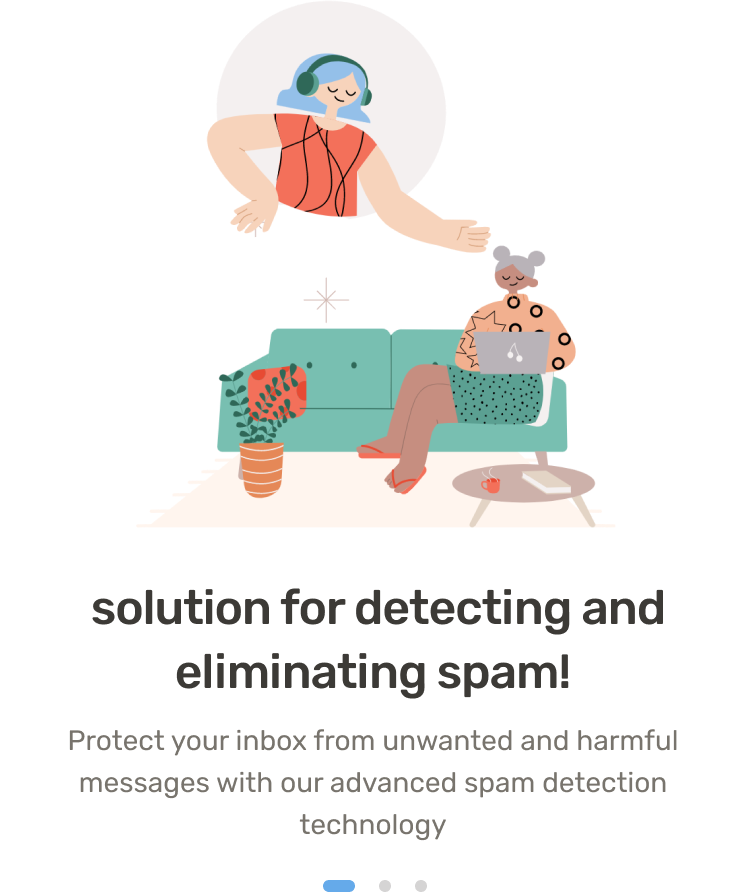 solution for detecting and
eliminating spam!
Protect your inbox from unwanted and harmful
messages with our advanced spam detection
technology